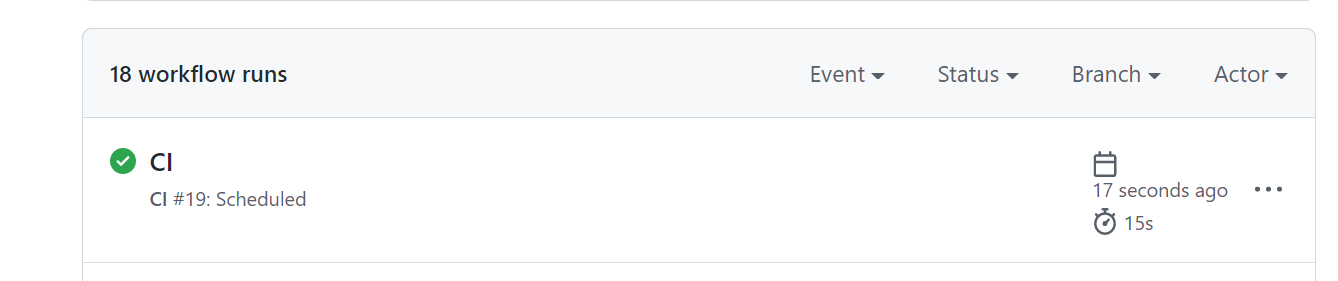 18 workflow runs
Event
Status
Branch
Actor
CI
CI #19: Scheduled
17 seconds ago
15s